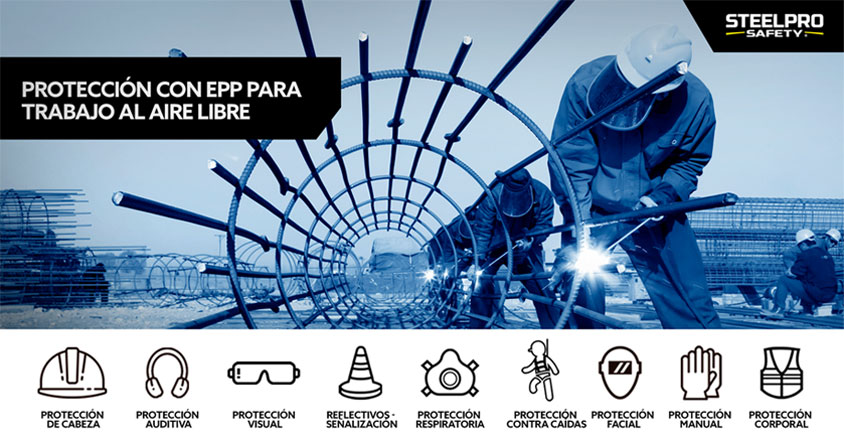 STEELPRO
SAFETY
PROTECCIÓN CON EPP PARA
TRABAJO AL AIRE LIBRE
PROTECCIÓN
DE CABEZA
PROTECCIÓN
AUDITIVA
PROTECCIÓN
VISUAL
REELECTIVOS -
SEÑALIZACIÓN
PROTECCIÓN
RESPIRATORIA
PROTECCIÓN
CONTRA CAÍDAS
PROTECCIÓN
FACIAL
PROTECCIÓN
MANUAL
PROTECCIÓN
CORPORAL